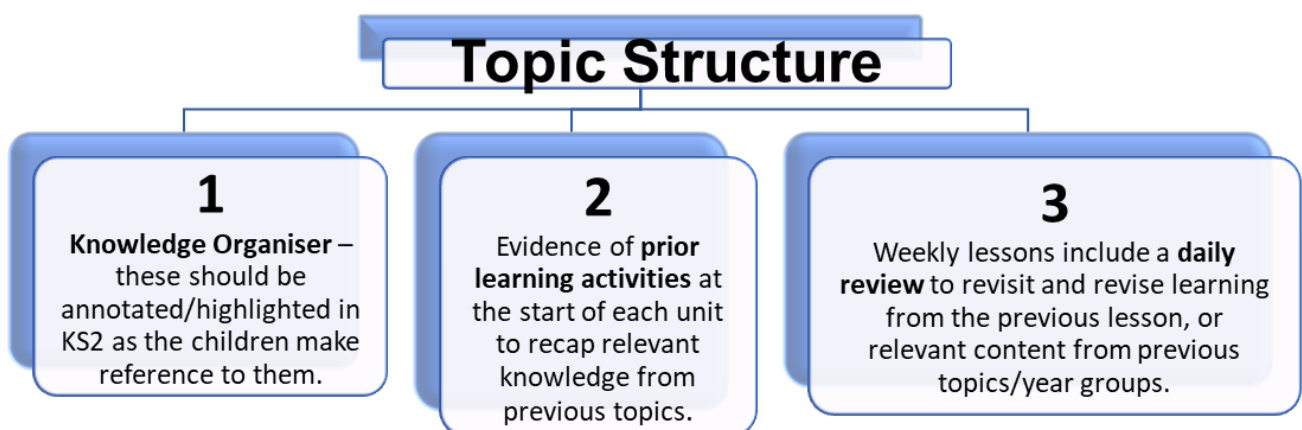 Topic Structure
1
Knowledge Organiser –
these should be
annotated/highlighted in
KS2 as the children make
reference to them.
2
Evidence of prior
learning activities at
the start of each unit
to recap relevant
knowledge from
previous topics.
3
Weekly lessons include a daily
review to revisit and revise learning
from the previous lesson, or
relevant content from previous
topics/year groups.